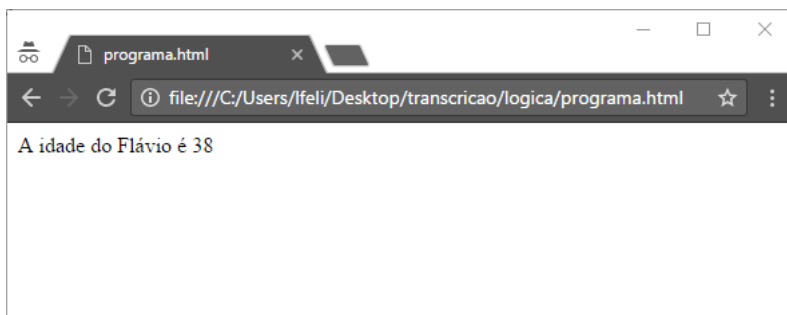 programa.html
file:///C:/Users/lfeli/Desktop/transcricao/logica/programa.html
A idade do Flávio é 38